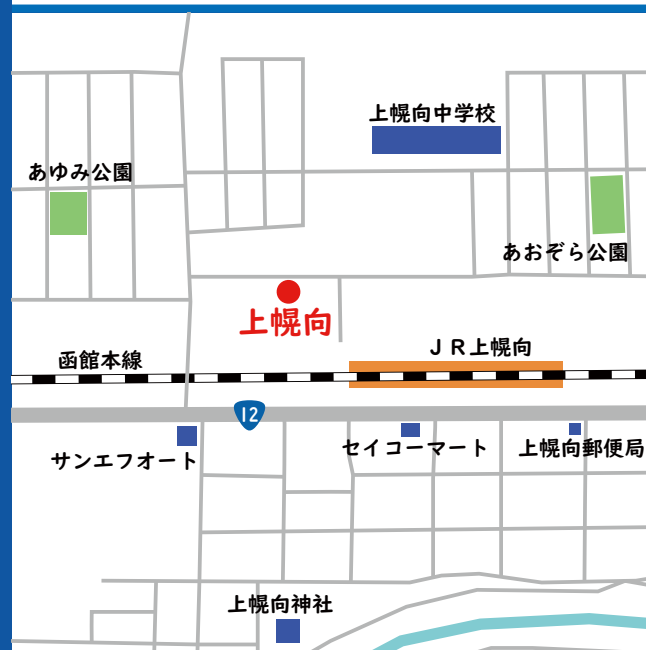 上幌向中学校
あゆみ公園
あおぞら公園
上幌向
ＪＲ上幌向
函館本線
12
サンエフオート
セイコーマート
上幌向郵便局
上幌向神社